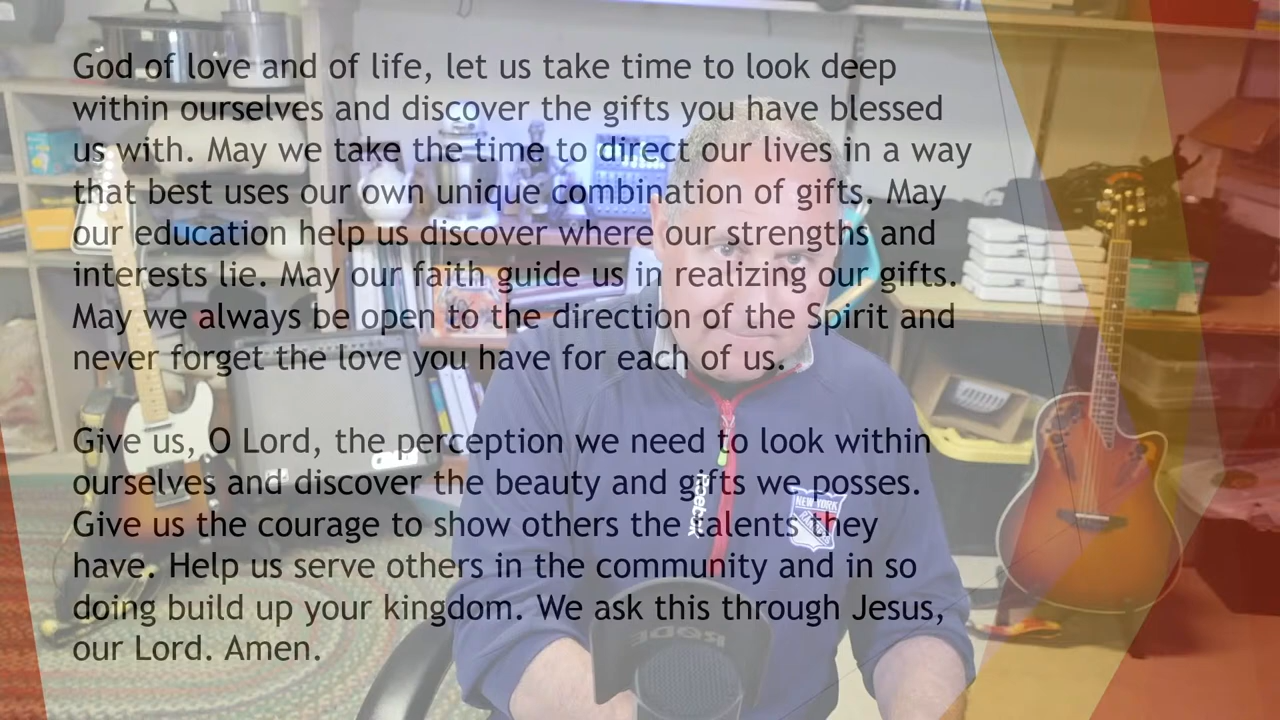 God of love and of life, let us take time to look deep
within ourselves and discover the gifts you have blessed
us with. May we take the time to direct our lives in a way
that best uses our own unique combination of gifts. May
our education help us discover where our strengths and
interests lie. May our faith guide us in realizing our gifts.
May we always be open to the direction of the Spirit and
never forget the love you have for each of us.
Give us, O Lord, the perception we need to look within
ourselves and discover the beauty and gifts we posses.
Give us the courage to show others the talents they
have. Help us serve others in the community and in so
doing build up your kingdom. We ask this through Jesus,
our Lord. Amen.
Reebok
NEW YORK
RODE